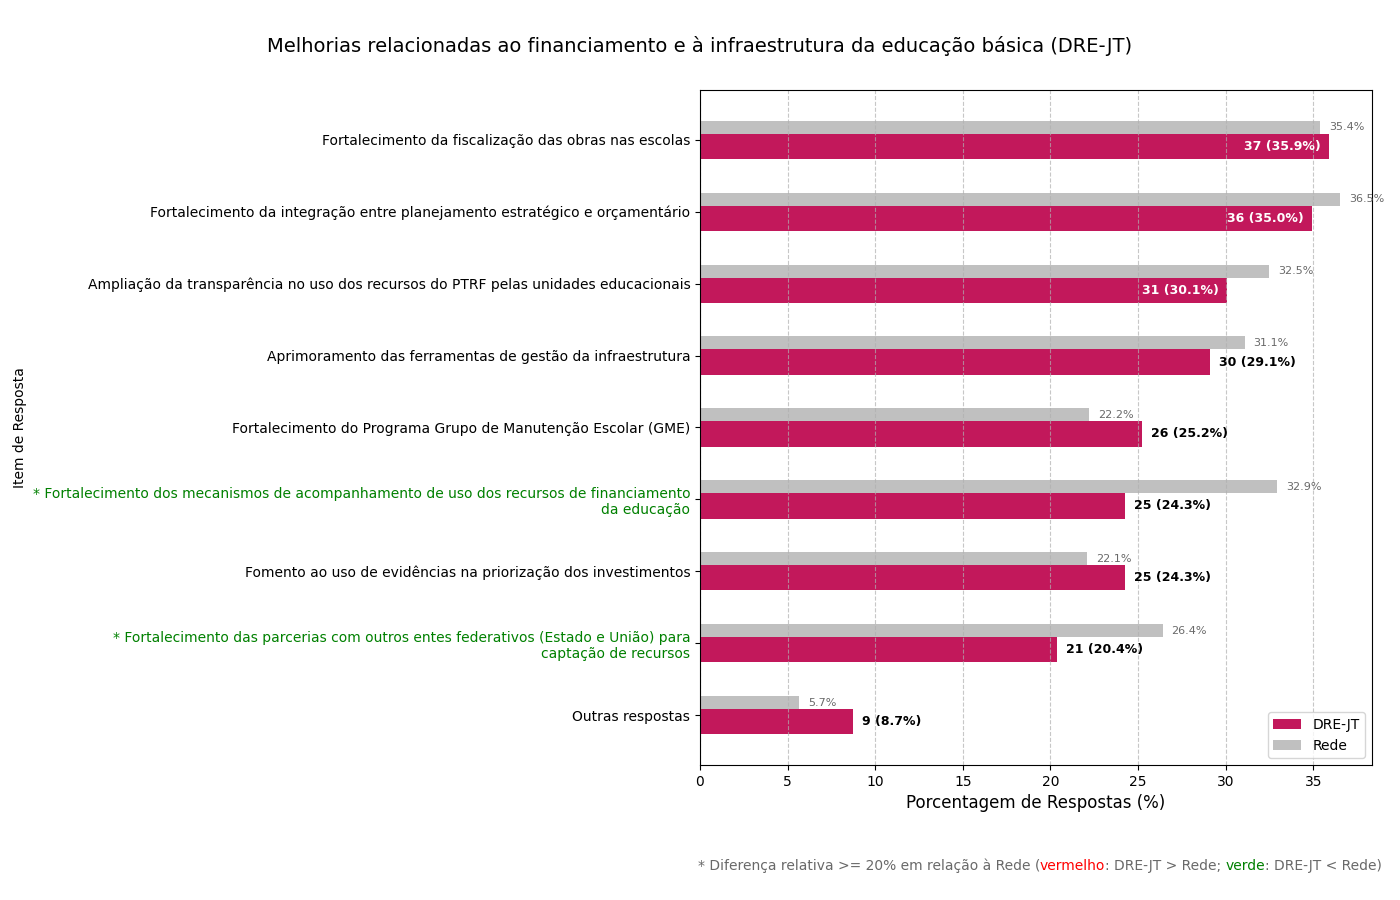 Melhorias relacionadas ao financiamento e à infraestrutura da educação básica (DRE-JT)
Item de Resposta
Fortalecimento da fiscalização das obras nas escolas
35.4%
37 (35.9%)
Fortalecimento da integração entre planejamento estratégico e orçamentário
36.5%
36 (35.0%)
Ampliação da transparência no uso dos recursos do PTRF pelas unidades educacionais
32.5%
31 (30.1%)
Aprimoramento das ferramentas de gestão da infraestrutura
31.1%
30 (29.1%)
Fortalecimento do Programa Grupo de Manutenção Escolar (GME)
22.2%
26 (25.2%)
* Fortalecimento dos mecanismos de acompanhamento de uso dos recursos de financiamento
da educação
32.9%
25 (24.3%)
Fomento ao uso de evidências na priorização dos investimentos
22.1%
25 (24.3%)
* Fortalecimento das parcerias com outros entes federativos (Estado e União) para
captação de recursos
26.4%
21 (20.4%)
Outras respostas
5.7%
9 (8.7%)
DRE-JT
Rede
0 5 10 15 20 25 30 35
Porcentagem de Respostas (%)
* Diferença relativa >= 20% em relação à Rede (vermelho: DRE-JT > Rede; verde: DRE-JT < Rede)